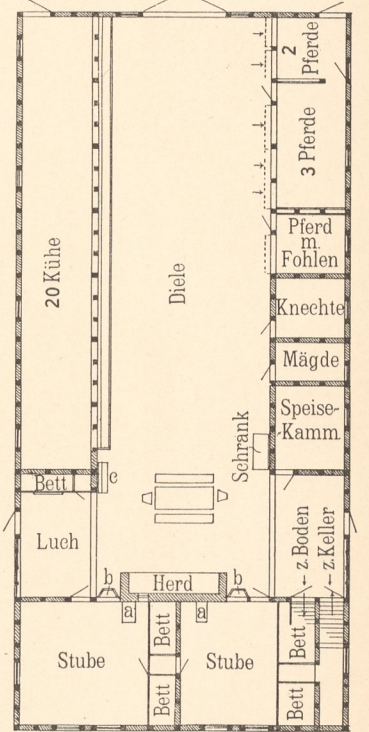 2
Pferde
3 Pferde
20 Kühe
Diele
Pferd
m.
Fohlen
Knechte
Mägde
Speise-
Kamm.
Schrank
Bett
c
Luch
← z. Boden
← z. Keller
b
Herd
b
a
a
Stube
Bett
Bett
Stube
Bett
Bett